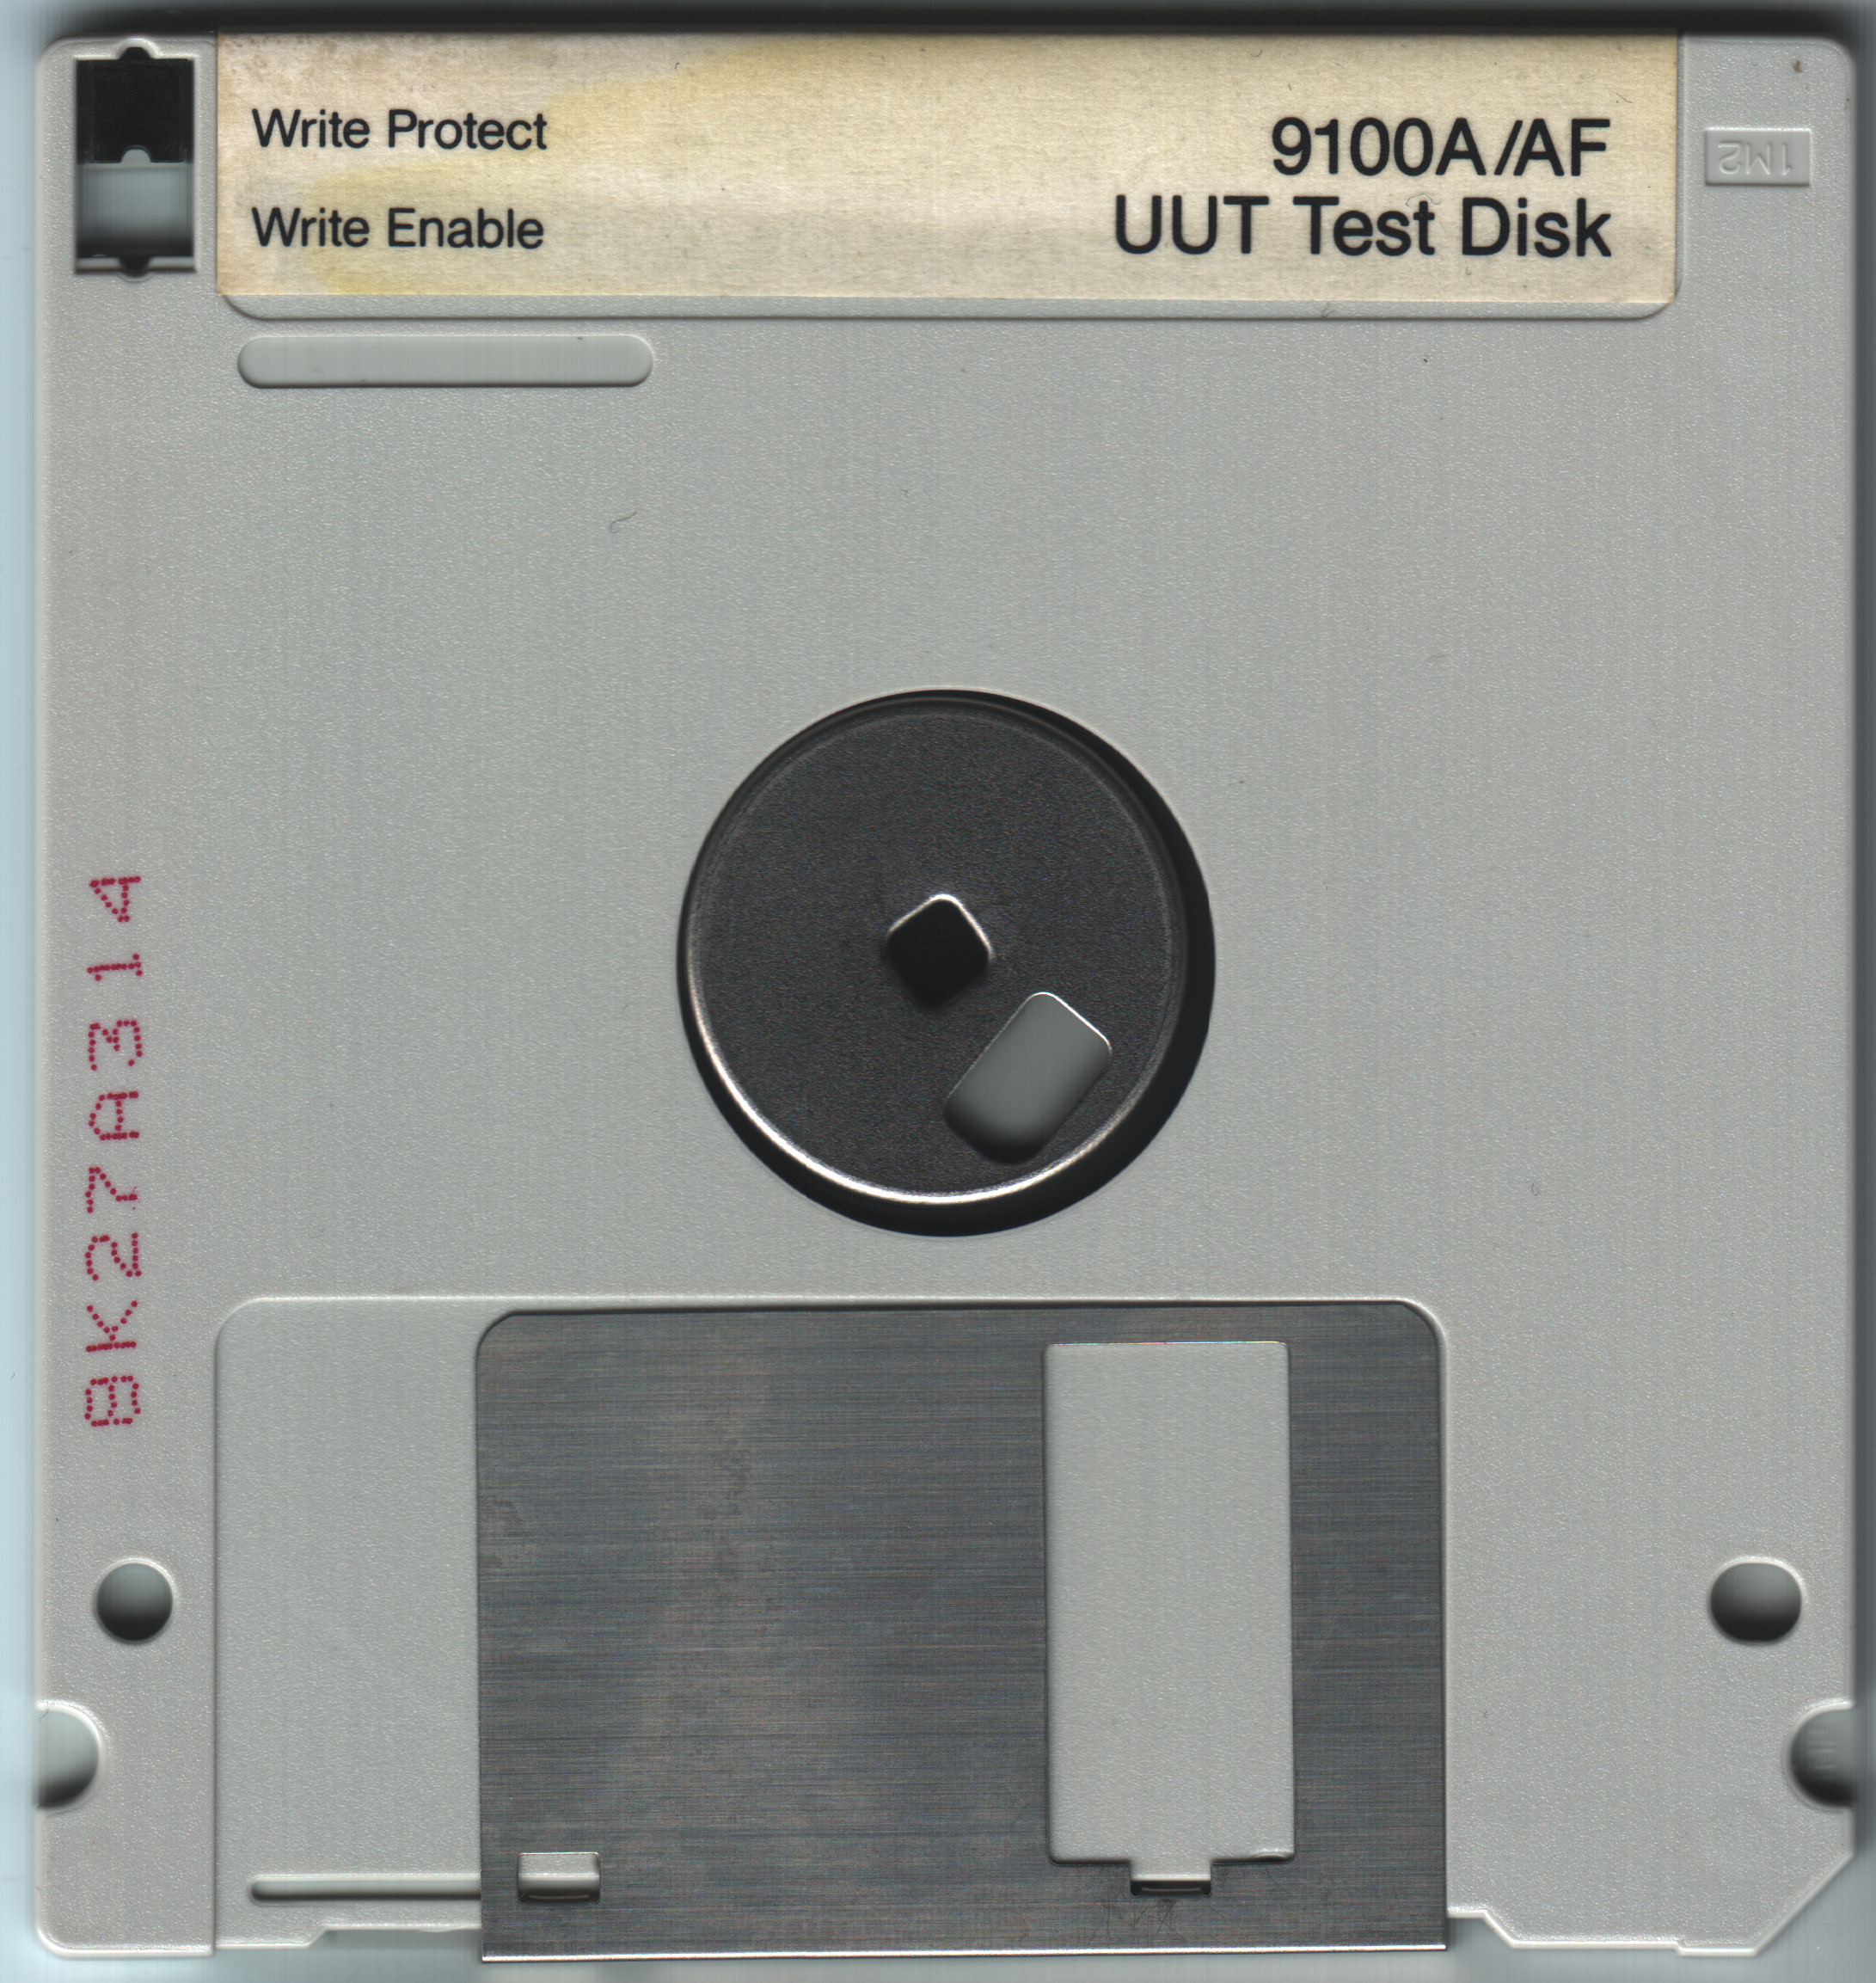 Write Protect
Write Enable
9100A/AF
UUT Test Disk
1M2
8K27A314